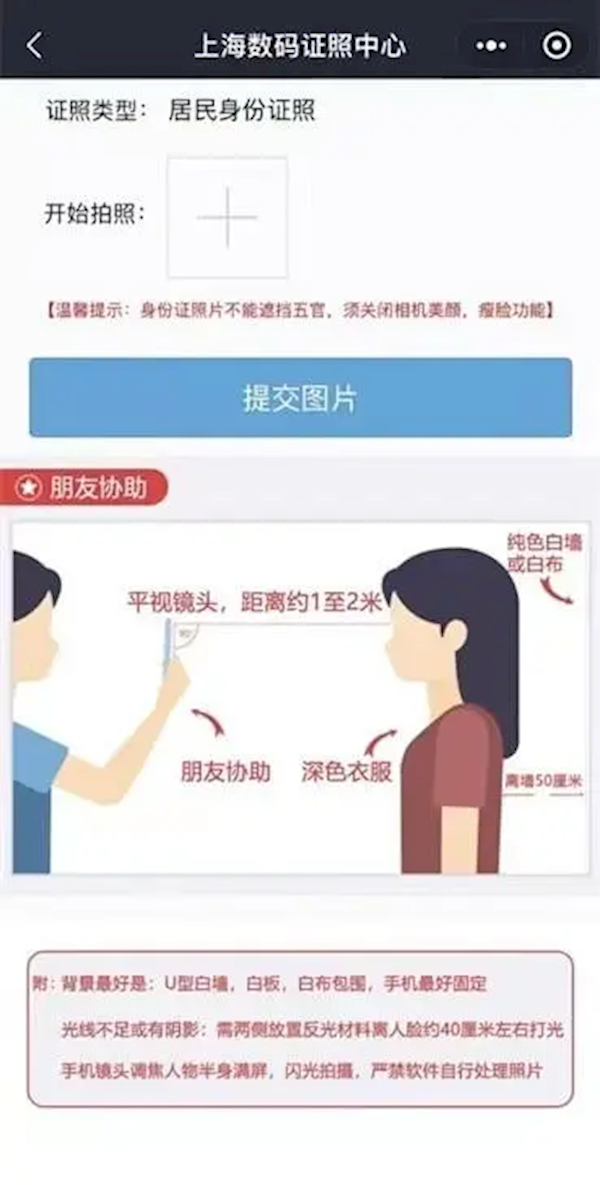 上海数码证照中心
证照类型： 居民身份证照
开始拍照：
【温馨提示：身份证照片不能遮挡五官，须关闭相机美颜，瘦脸功能】
提交图片
朋友协助
纯色白墙
或白布
平视镜头，距离约1至2米
90°
朋友协助
深色衣服
离墙50厘米
附：背景最好是：U型白墙，白板，白布包围，手机最好固定
光线不足或有阴影：需两侧放置反光材料离人脸约40厘米左右打光
手机镜头调焦人物半身满屏，闪光拍摄，严禁软件自行处理照片